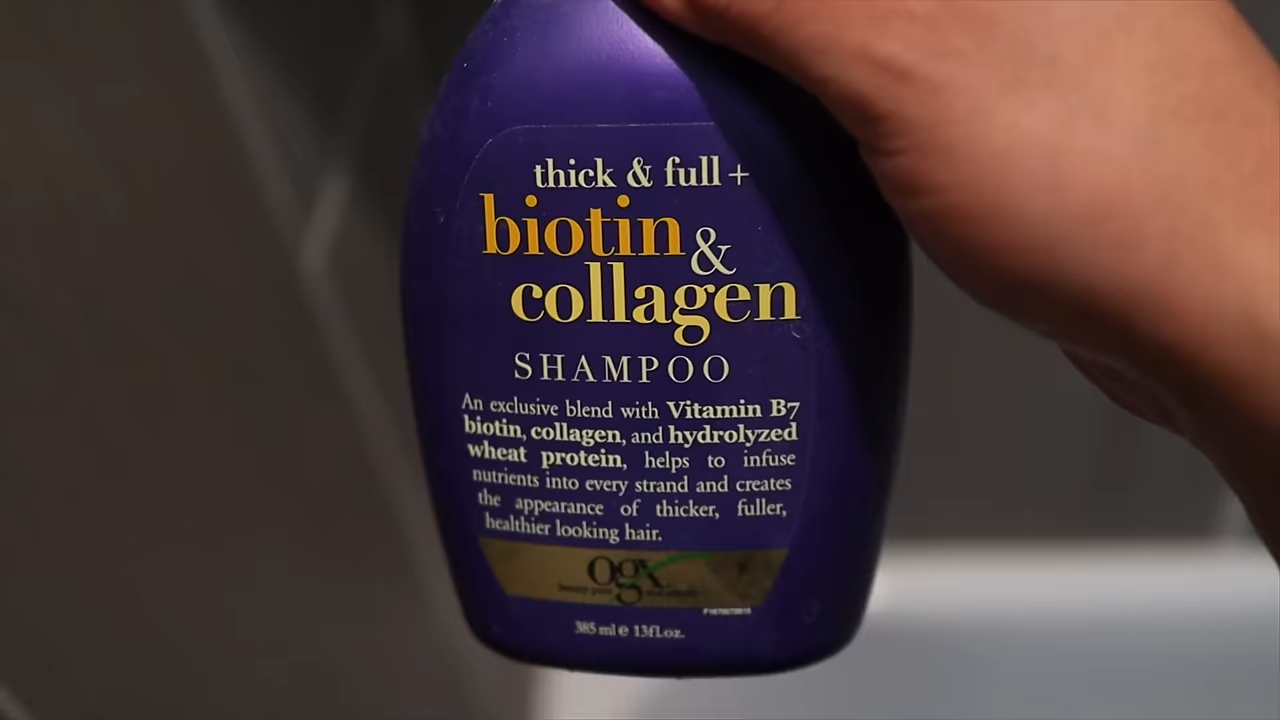 thick & full +
biotin &
collagen
SHAMPOO
An exclusive blend with Vitamin B7
biotin, collagen, and hydrolyzed
wheat protein, helps to infuse
nutrients into every strand and creates
the appearance of thicker, fuller,
healthier looking hair.
ogx
385 ml e 13fl.oz.